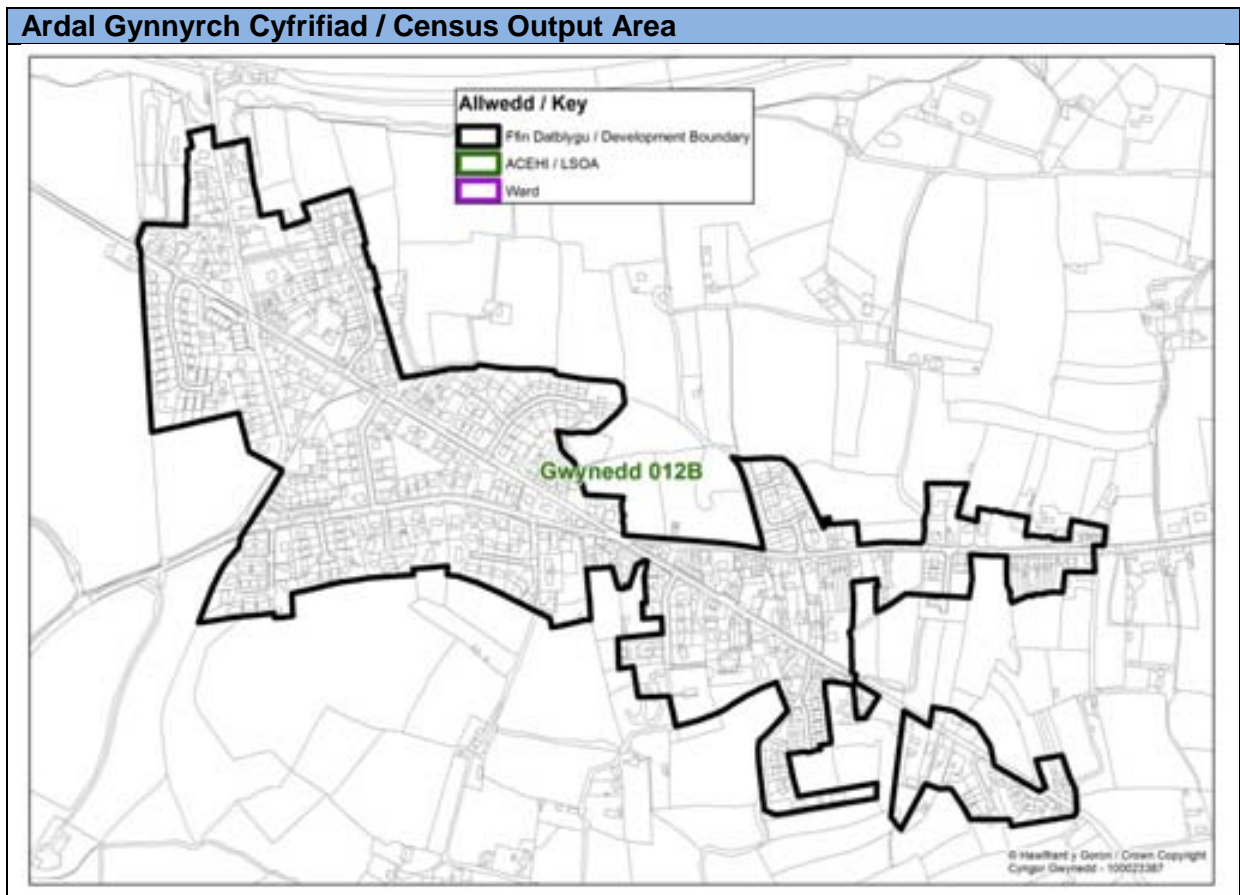 Ardal Gynnyrch Cyfrifiad / Census Output Area
Allwedd / Key
Ffin Datblygu / Development Boundary
ACEHI / LSOA
Ward
Gwynedd 012B
© Hawlfraint y Goron / Crown Copyright
Cyngor Gwynedd - 100023387